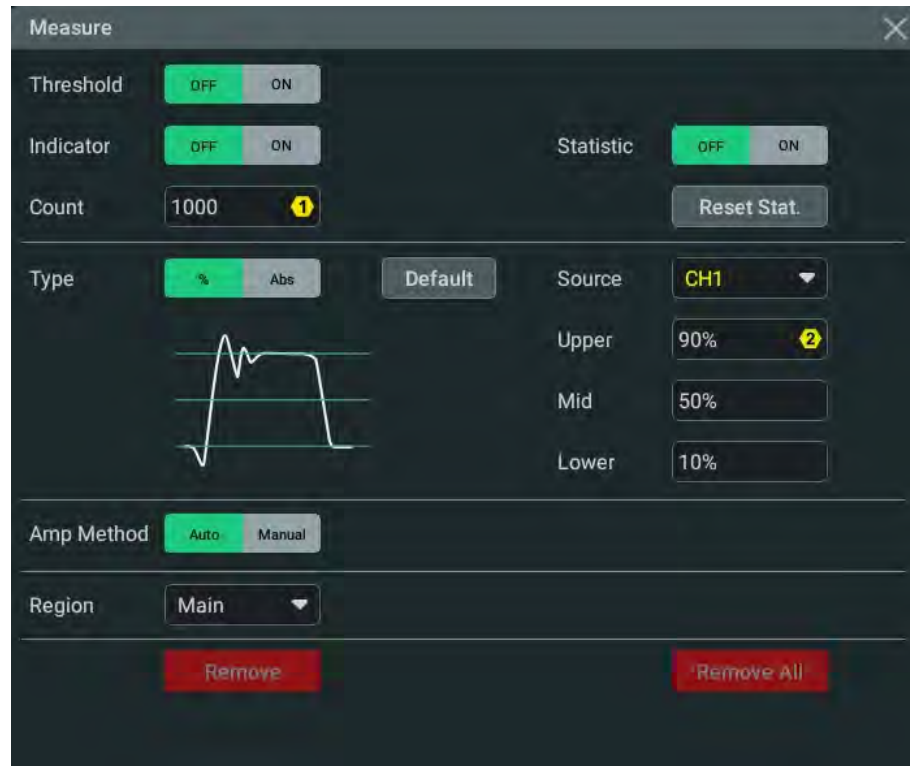 Measure
Threshold OFF ON
Indicator OFF ON Statistic OFF ON
Count 1000 1 Reset Stat.
Type % Abs Default Source CH1
Upper 90% 2
Mid 50%
Lower 10%
Amp Method Auto Manual
Region Main
Remove Remove All